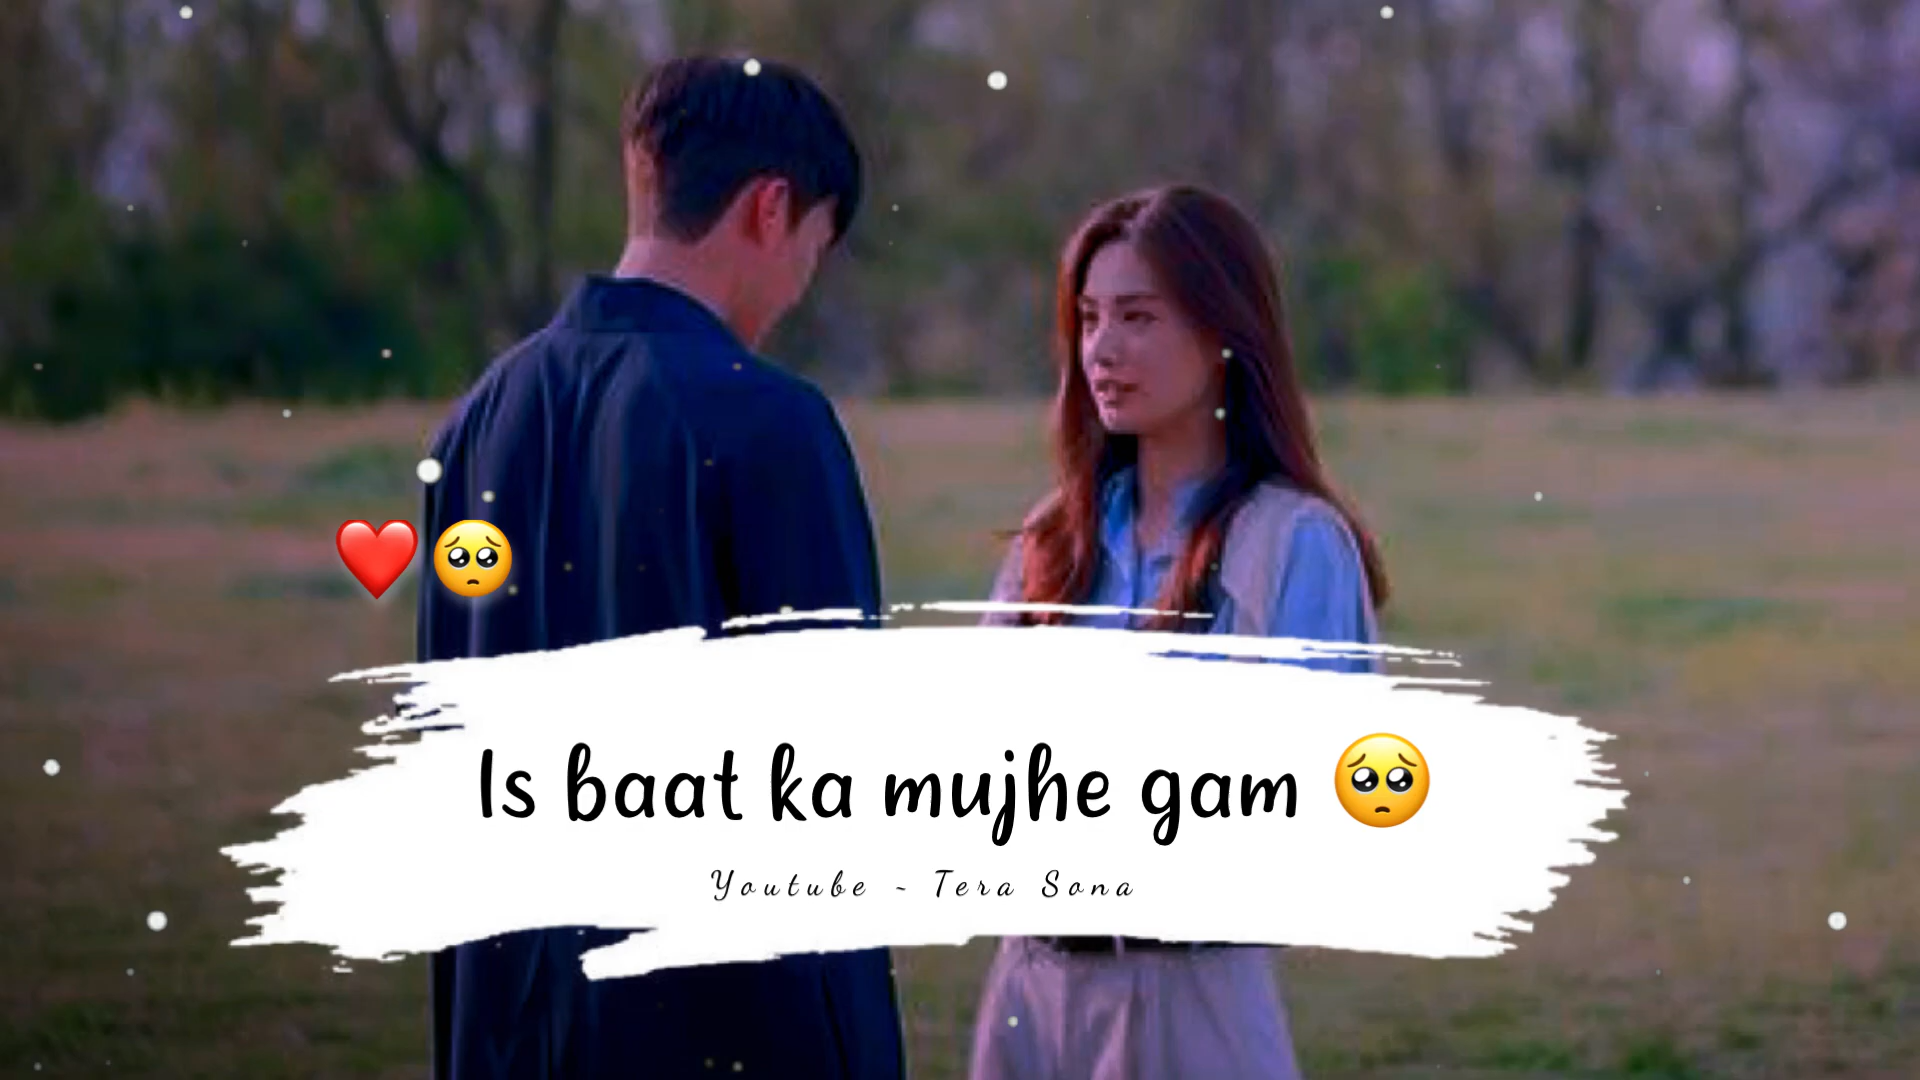 ❤️🥺
Is baat ka mujhe gam 🥺
Youtube ~ Tera Sona